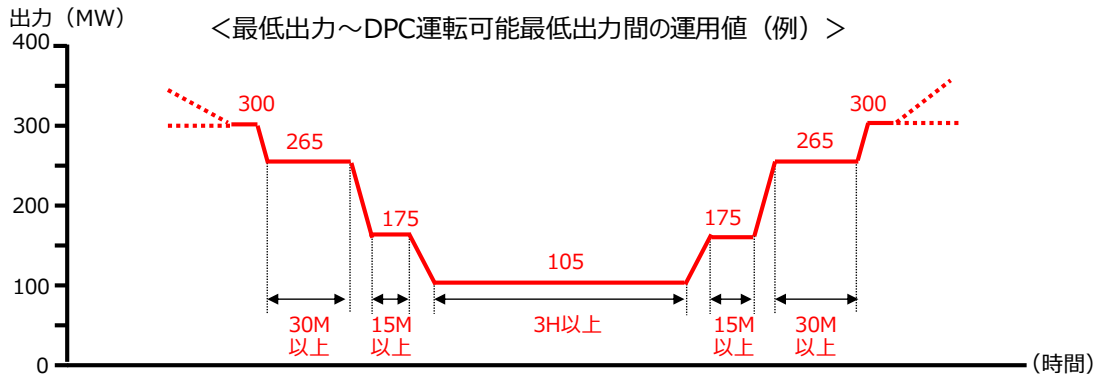 出力（MW）
＜最低出力～DPC運転可能最低出力間の運用値（例）＞
400
300
200
100
0
300
265
175
105
175
265
300
30M
以上
15M
以上
3H以上
15M
以上
30M
以上
（時間）